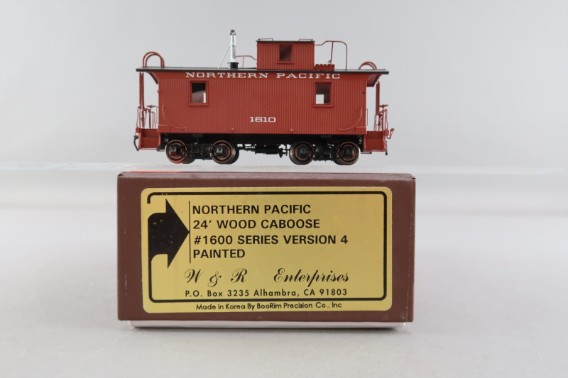 NORTHERN PACIFIC
1610
NORTHERN PACIFIC
24' WOOD CABOOSE
#1600 SERIES VERSION 4
PAINTED
W & R Enterprises
P.O. Box 3235 Alhambra, CA 91803
Made in Korea By BooRim Precision Co., Inc